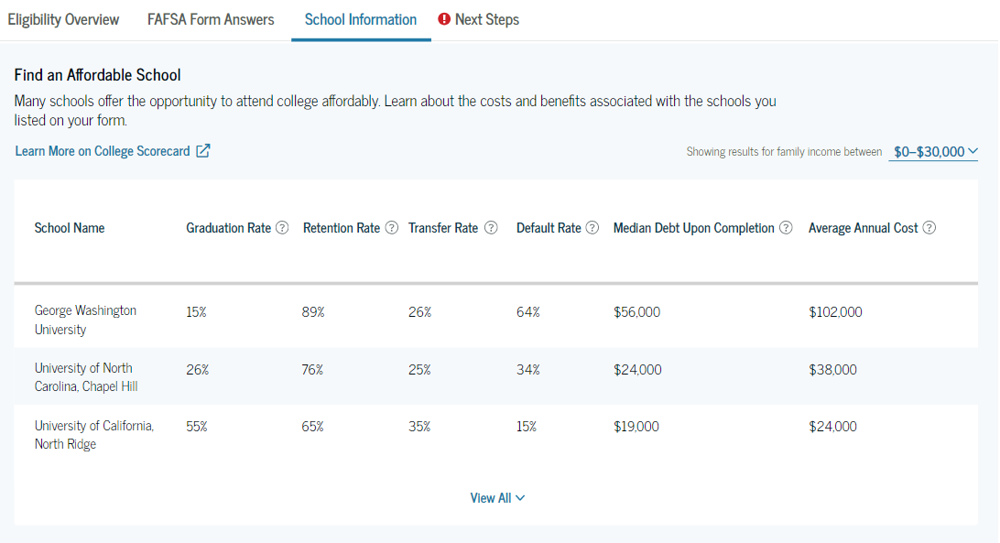 Eligibility Overview FAFSA Form Answers School Information Next Steps
Find an Affordable School
Many schools offer the opportunity to attend college affordably. Learn about the costs and benefits associated with the schools you
listed on your form.
Learn More on College Scorecard Showing results for family income between $0–$30,000
School Name Graduation Rate ? Retention Rate ? Transfer Rate ? Default Rate ? Median Debt Upon Completion ? Average Annual Cost ?
George Washington
University 15% 89% 26% 64% $56,000 $102,000
University of North
Carolina, Chapel Hill 26% 76% 25% 34% $24,000 $38,000
University of California,
North Ridge 55% 65% 35% 15% $19,000 $24,000
View All